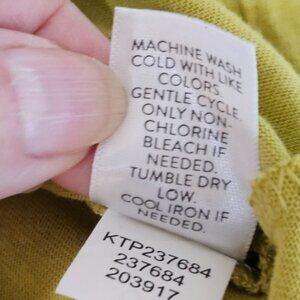 MACHINE WASH
COLD WITH LIKE
COLORS.
GENTLE CYCLE.
ONLY NON-
CHLORINE
BLEACH IF
NEEDED.
TUMBLE DRY
LOW.
COOL IRON IF
NEEDED.
KTP237684
237684
203917